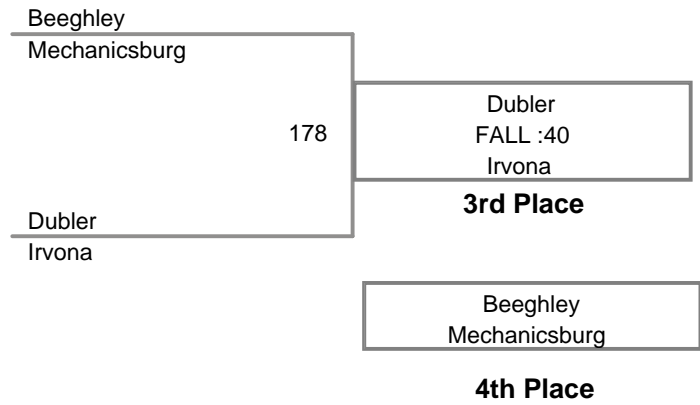 Beeghley
Mechanicsburg
178
Dubler
FALL :40
Irvona
3rd Place
Dubler
Irvona
Beeghley
Mechanicsburg
4th Place